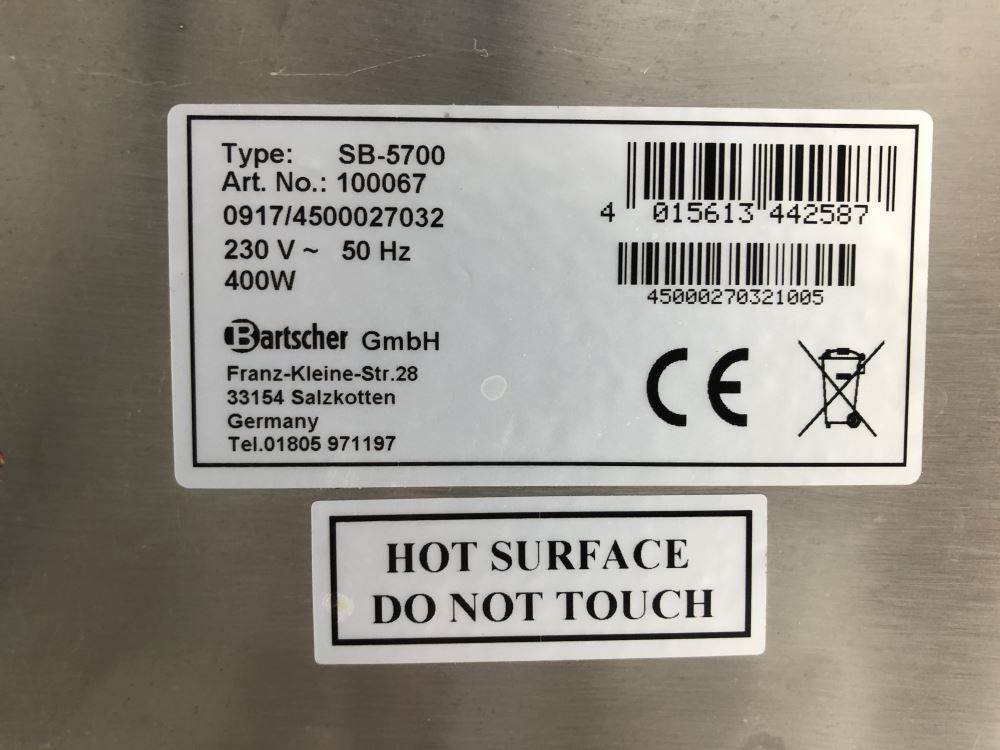 Type: SB-5700
Art. No.: 100067
0917/4500027032
230 V ~ 50 Hz
400W
Bartscher GmbH
Franz-Kleine-Str.28
33154 Salzkotten
Germany
Tel.01805 971197
4 015613 442587
45000270321005
CE
HOT SURFACE
DO NOT TOUCH